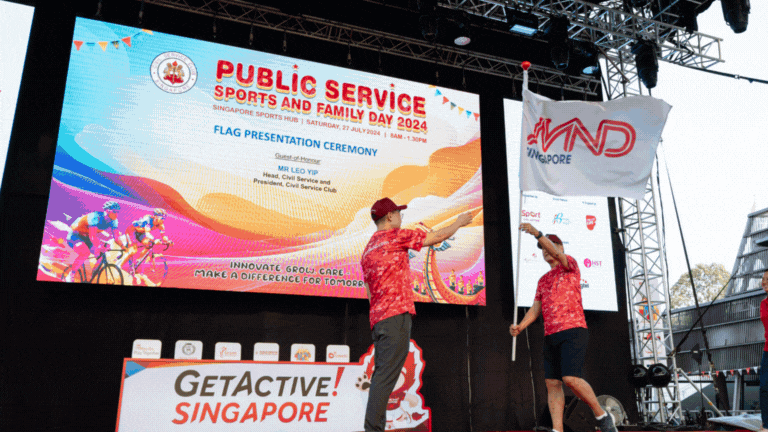 PUBLIC SERVICE
SPORTS AND FAMILY DAY 2024
SINGAPORE SPORTS HUB | SATURDAY, 27 JULY 2024 | 8AM - 1.30PM
FLAG PRESENTATION CEREMONY
Guest-of-Honour
MR LEO YIP
Head, Civil Service and
President, Civil Service Club
INNOVATE. GROW. CARE.
MAKE A DIFFERENCE FOR TOMORR
MND
SINGAPORE
Sport
GETACTIVE!
SINGAPORE